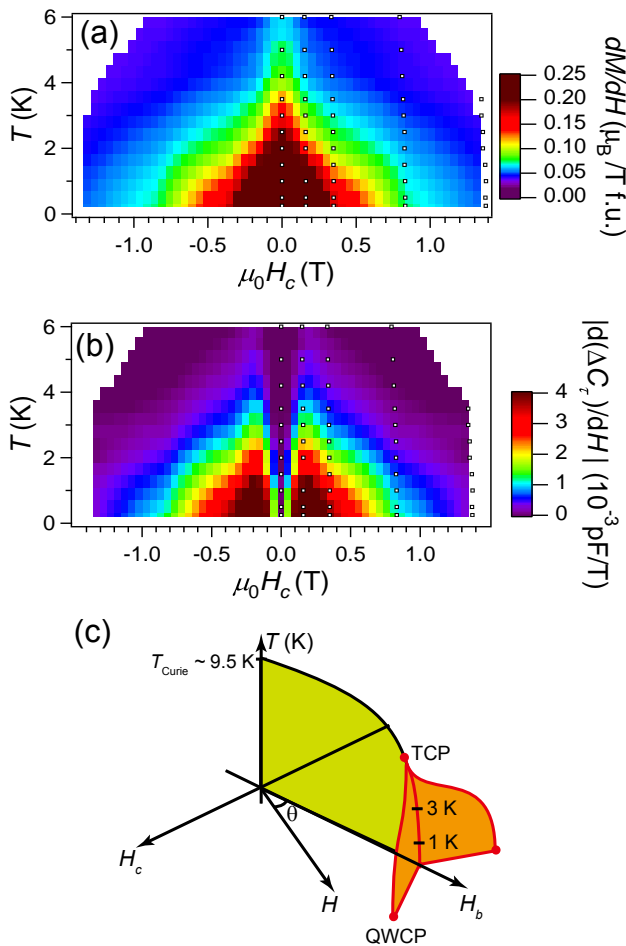 (a)
6
4
2
0
T (K)
-1.0
-0.5
0.0
0.5
1.0
μ0Hc(T)
0.25
0.20
0.15
0.10
0.05
0.00
dM/dH (μB/T f.u.)
(b)
6
4
2
0
T (K)
-1.0
-0.5
0.0
0.5
1.0
μ0Hc(T)
4
3
2
1
0
|d(ΔCτ)/dH| (10-3 pF/T)
(c)
T (K)
TCurie ~ 9.5 K
TCP
3 K
1 K
θ
Hc
H
Hb
QWCP